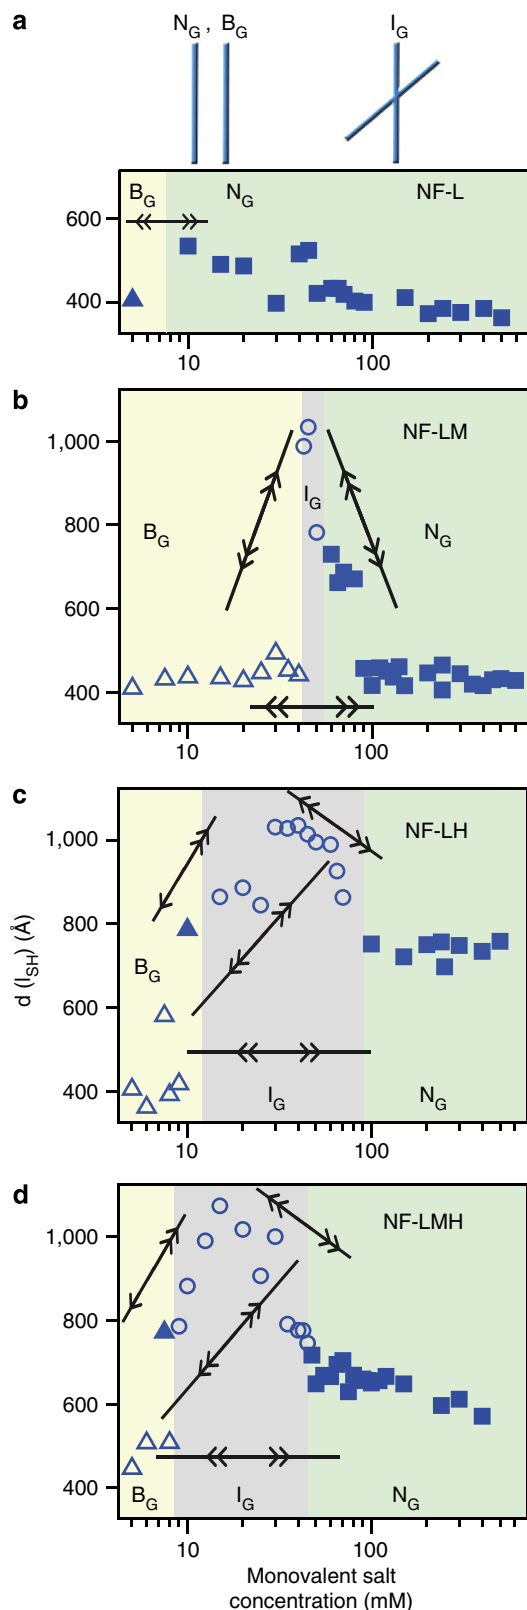 a
N_G , B_G
I_G
B_G N_G NF-L
600
400
10 100
b
NF-LM
1,000
I_G
B_G N_G
800
600
400
10 100
c
NF-LH
1,000
800
B_G
d (I_SH) (Å)
600
400
I_G N_G
10 100
d
NF-LMH
1,000
800
600
400
B_G I_G N_G
10 100
Monovalent salt
concentration (mM)